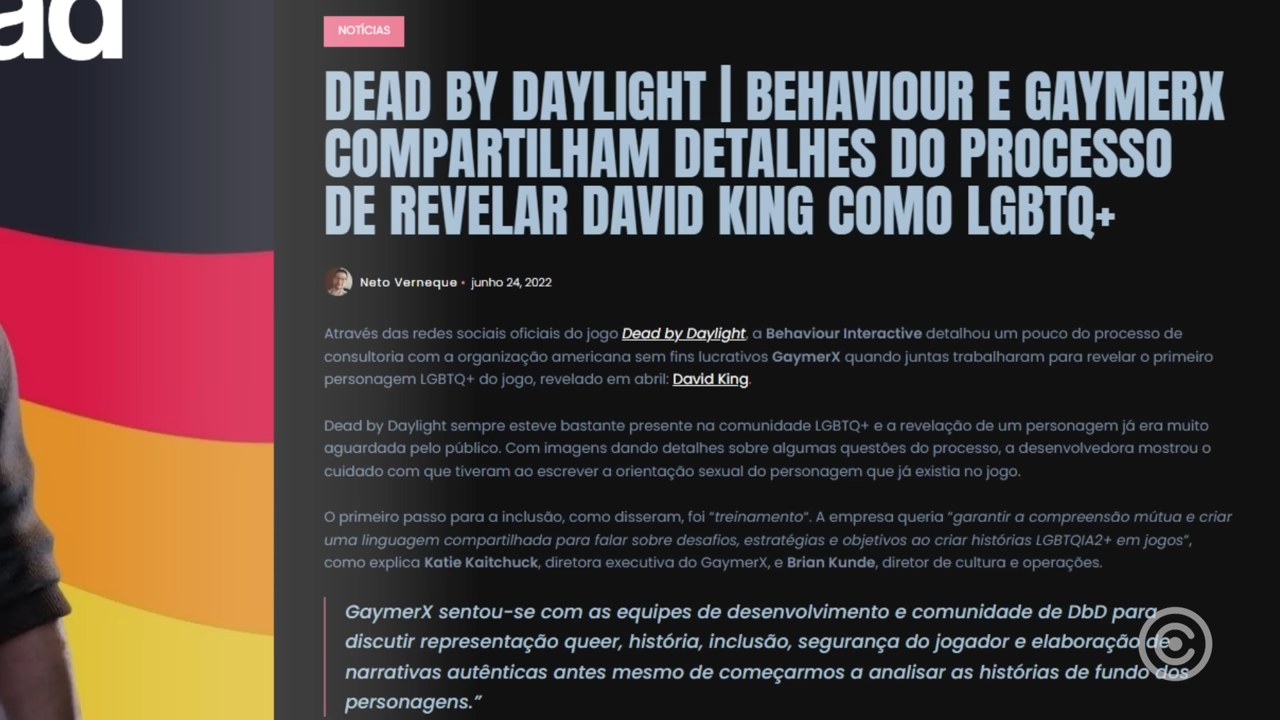 ad
NOTÍCIAS
DEAD BY DAYLIGHT | BEHAVIOUR E GAYMERX
COMPARTILHAM DETALHES DO PROCESSO
DE REVELAR DAVID KING COMO LGBTQ+
Neto Verneque • junho 24, 2022
Através das redes sociais oficiais do jogo Dead by Daylight, a Behaviour Interactive detalhou um pouco do processo de
consultoria com a organização americana sem fins lucrativos GaymerX quando juntas trabalharam para revelar o primeiro
personagem LGBTQ+ do jogo, revelado em abril: David King.
Dead by Daylight sempre esteve bastante presente na comunidade LGBTQ+ e a revelação de um personagem já era muito
aguardada pelo público. Com imagens dando detalhes sobre algumas questões do processo, a desenvolvedora mostrou o
cuidado com que tiveram ao escrever a orientação sexual do personagem que já existia no jogo.
O primeiro passo para a inclusão, como disseram, foi “treinamento“. A empresa queria “garantir a compreensão mútua e criar
uma linguagem compartilhada para falar sobre desafios, estratégias e objetivos ao criar histórias LGBTQIA2+ em jogos“,
como explica Katie Kaitchuck, diretora executiva do GaymerX, e Brian Kunde, diretor de cultura e operações.
GaymerX sentou-se com as equipes de desenvolvimento e comunidade de DbD para
discutir representação queer, história, inclusão, segurança do jogador e elaboração de
narrativas autênticas antes mesmo de começarmos a analisar as histórias de fundo dos
personagens.”
©